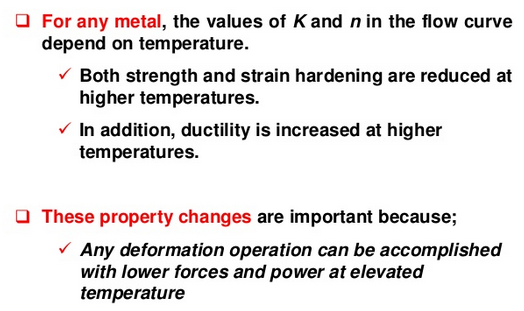 ❑ For any metal, the values of K and n in the flow curve
depend on temperature.
✓ Both strength and strain hardening are reduced at
higher temperatures.
✓ In addition, ductility is increased at higher
temperatures.
❑ These property changes are important because;
✓ Any deformation operation can be accomplished
with lower forces and power at elevated
temperature